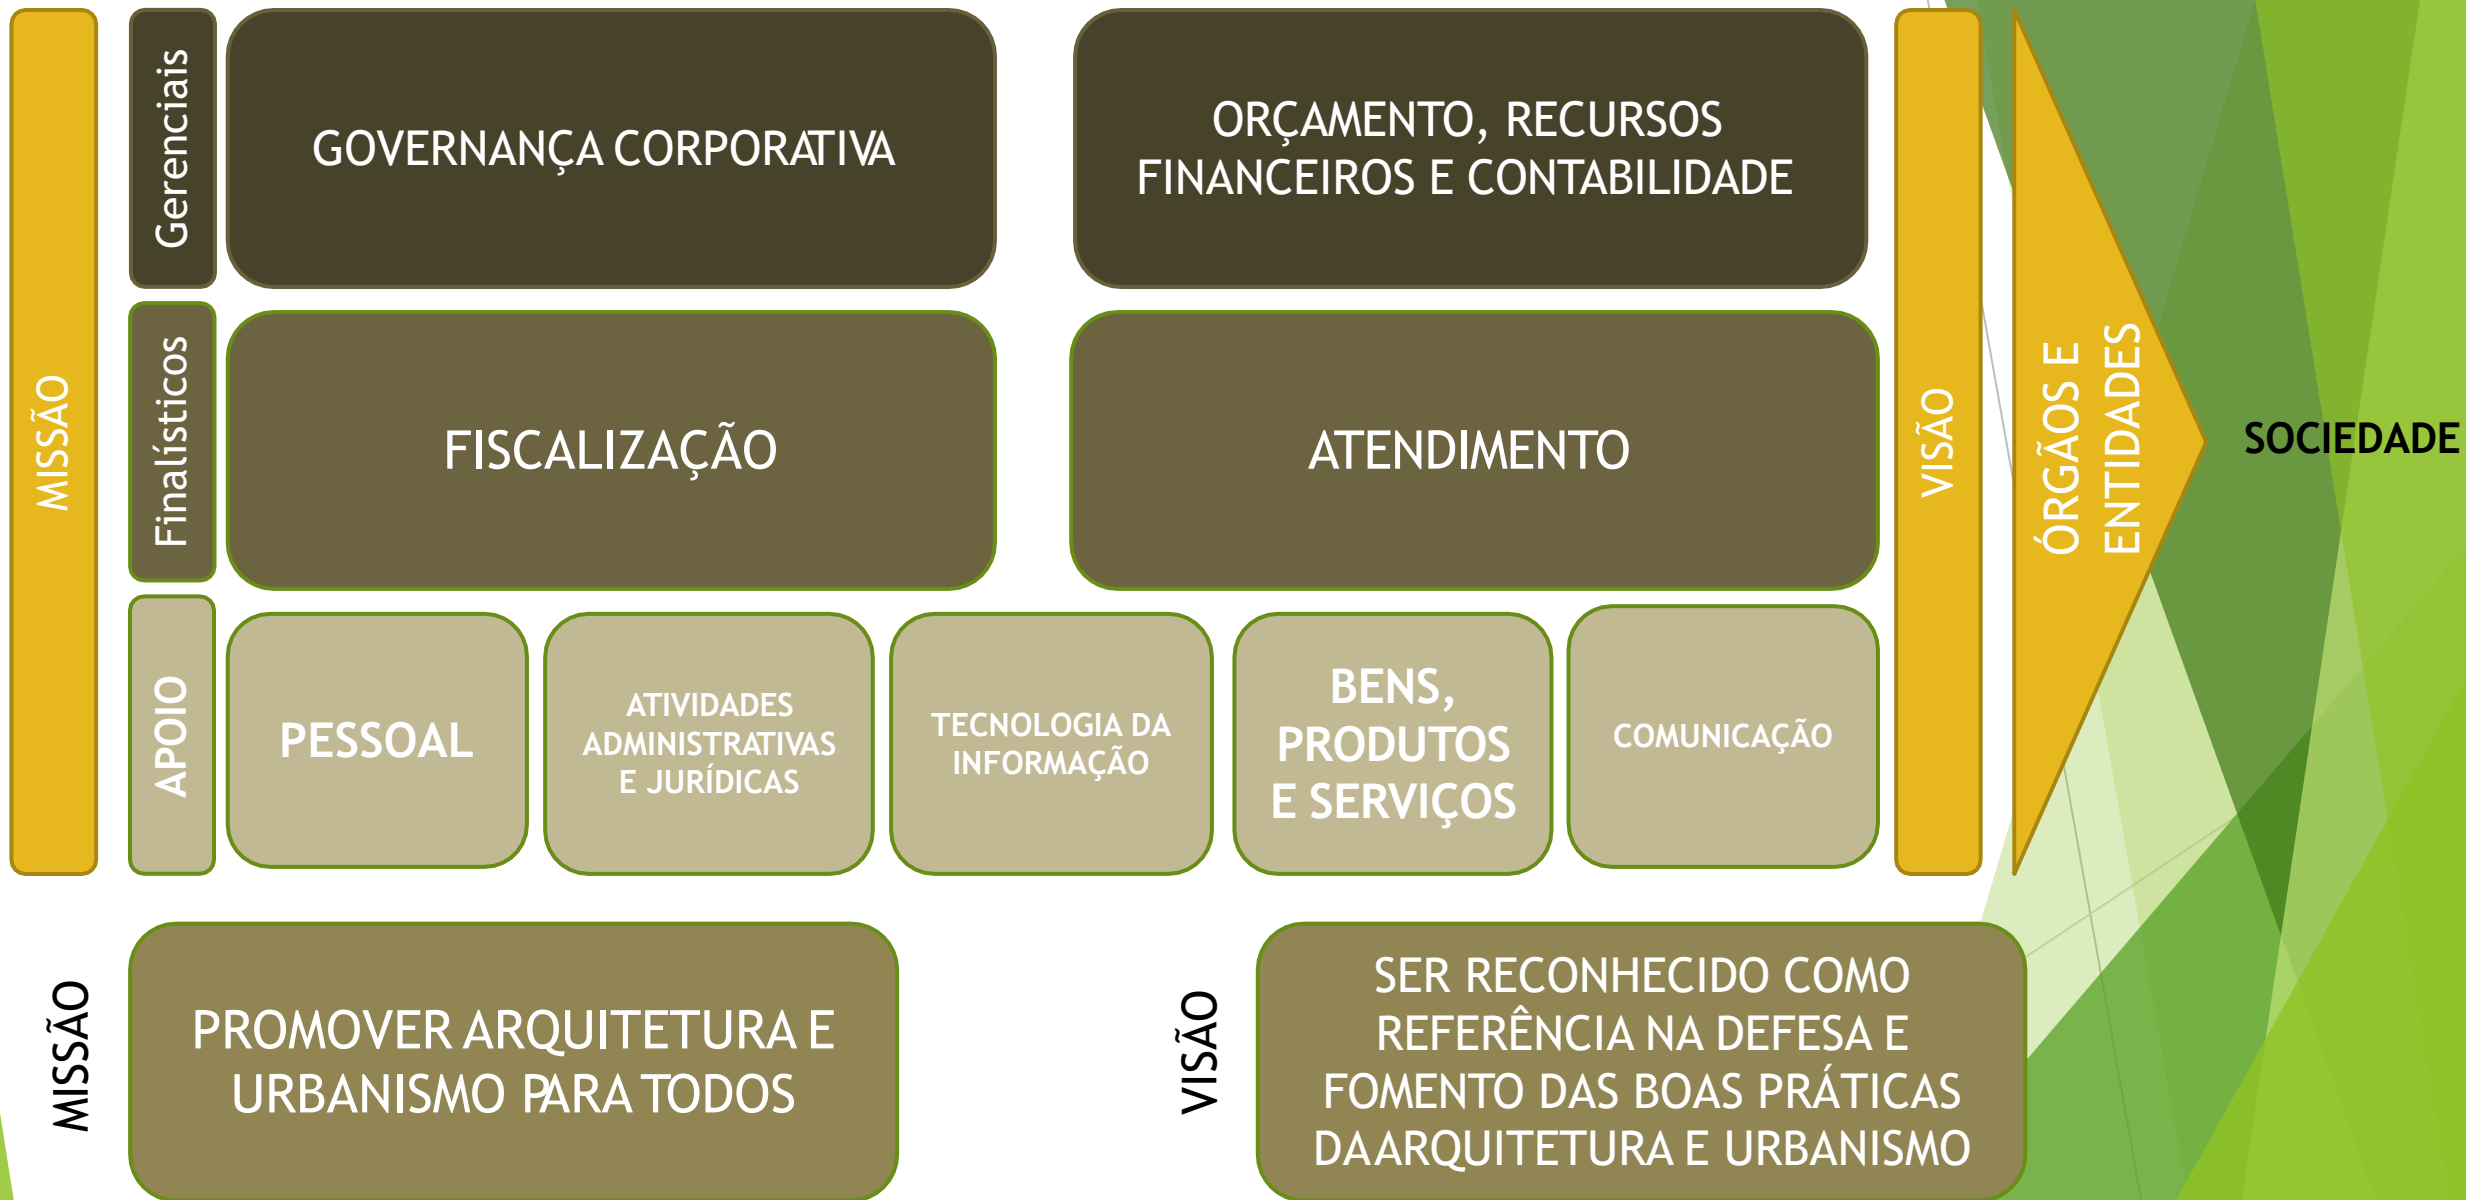 MISSÃO
Gerenciais
GOVERNANÇA CORPORATIVA
ORÇAMENTO, RECURSOS
FINANCEIROS E CONTABILIDADE
Finalísticos
FISCALIZAÇÃO
ATENDIMENTO
APOIO
PESSOAL
ATIVIDADES
ADMINISTRATIVAS
E JURÍDICAS
TECNOLOGIA DA
INFORMAÇÃO
BENS,
PRODUTOS
E SERVIÇOS
COMUNICAÇÃO
VISÃO
ÓRGÃOS E
ENTIDADES
SOCIEDADE
MISSÃO
PROMOVER ARQUITETURA E
URBANISMO PARA TODOS
VISÃO
SER RECONHECIDO COMO
REFERÊNCIA NA DEFESA E
FOMENTO DAS BOAS PRÁTICAS
DA ARQUITETURA E URBANISMO